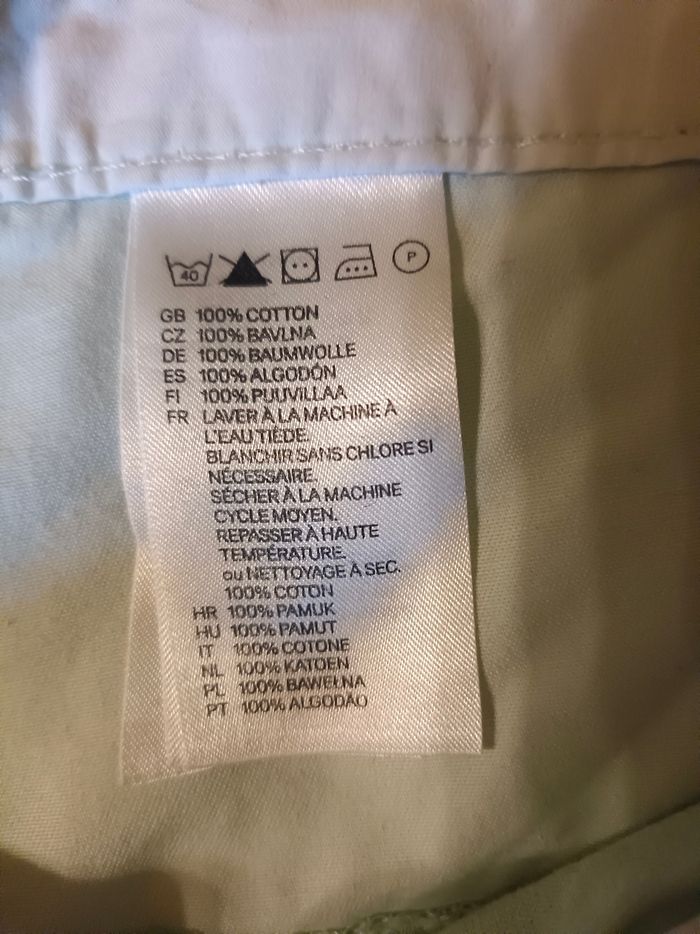 40 P
GB 100% COTTON
CZ 100% BAVLNA
DE 100% BAUMWOLLE
ES 100% ALGODÓN
FI 100% PUUVILLAA
FR LAVER À LA MACHINE À
L'EAU TIÈDE.
BLANCHIR SANS CHLORE SI
NÉCESSAIRE.
SÉCHER À LA MACHINE
CYCLE MOYEN.
REPASSER À HAUTE
TEMPÉRATURE.
ou NETTOYAGE À SEC.
100% COTON
HR 100% PAMUK
HU 100% PAMUT
IT 100% COTONE
NL 100% KATOEN
PL 100% BAWEŁNA
PT 100% ALGODÃO